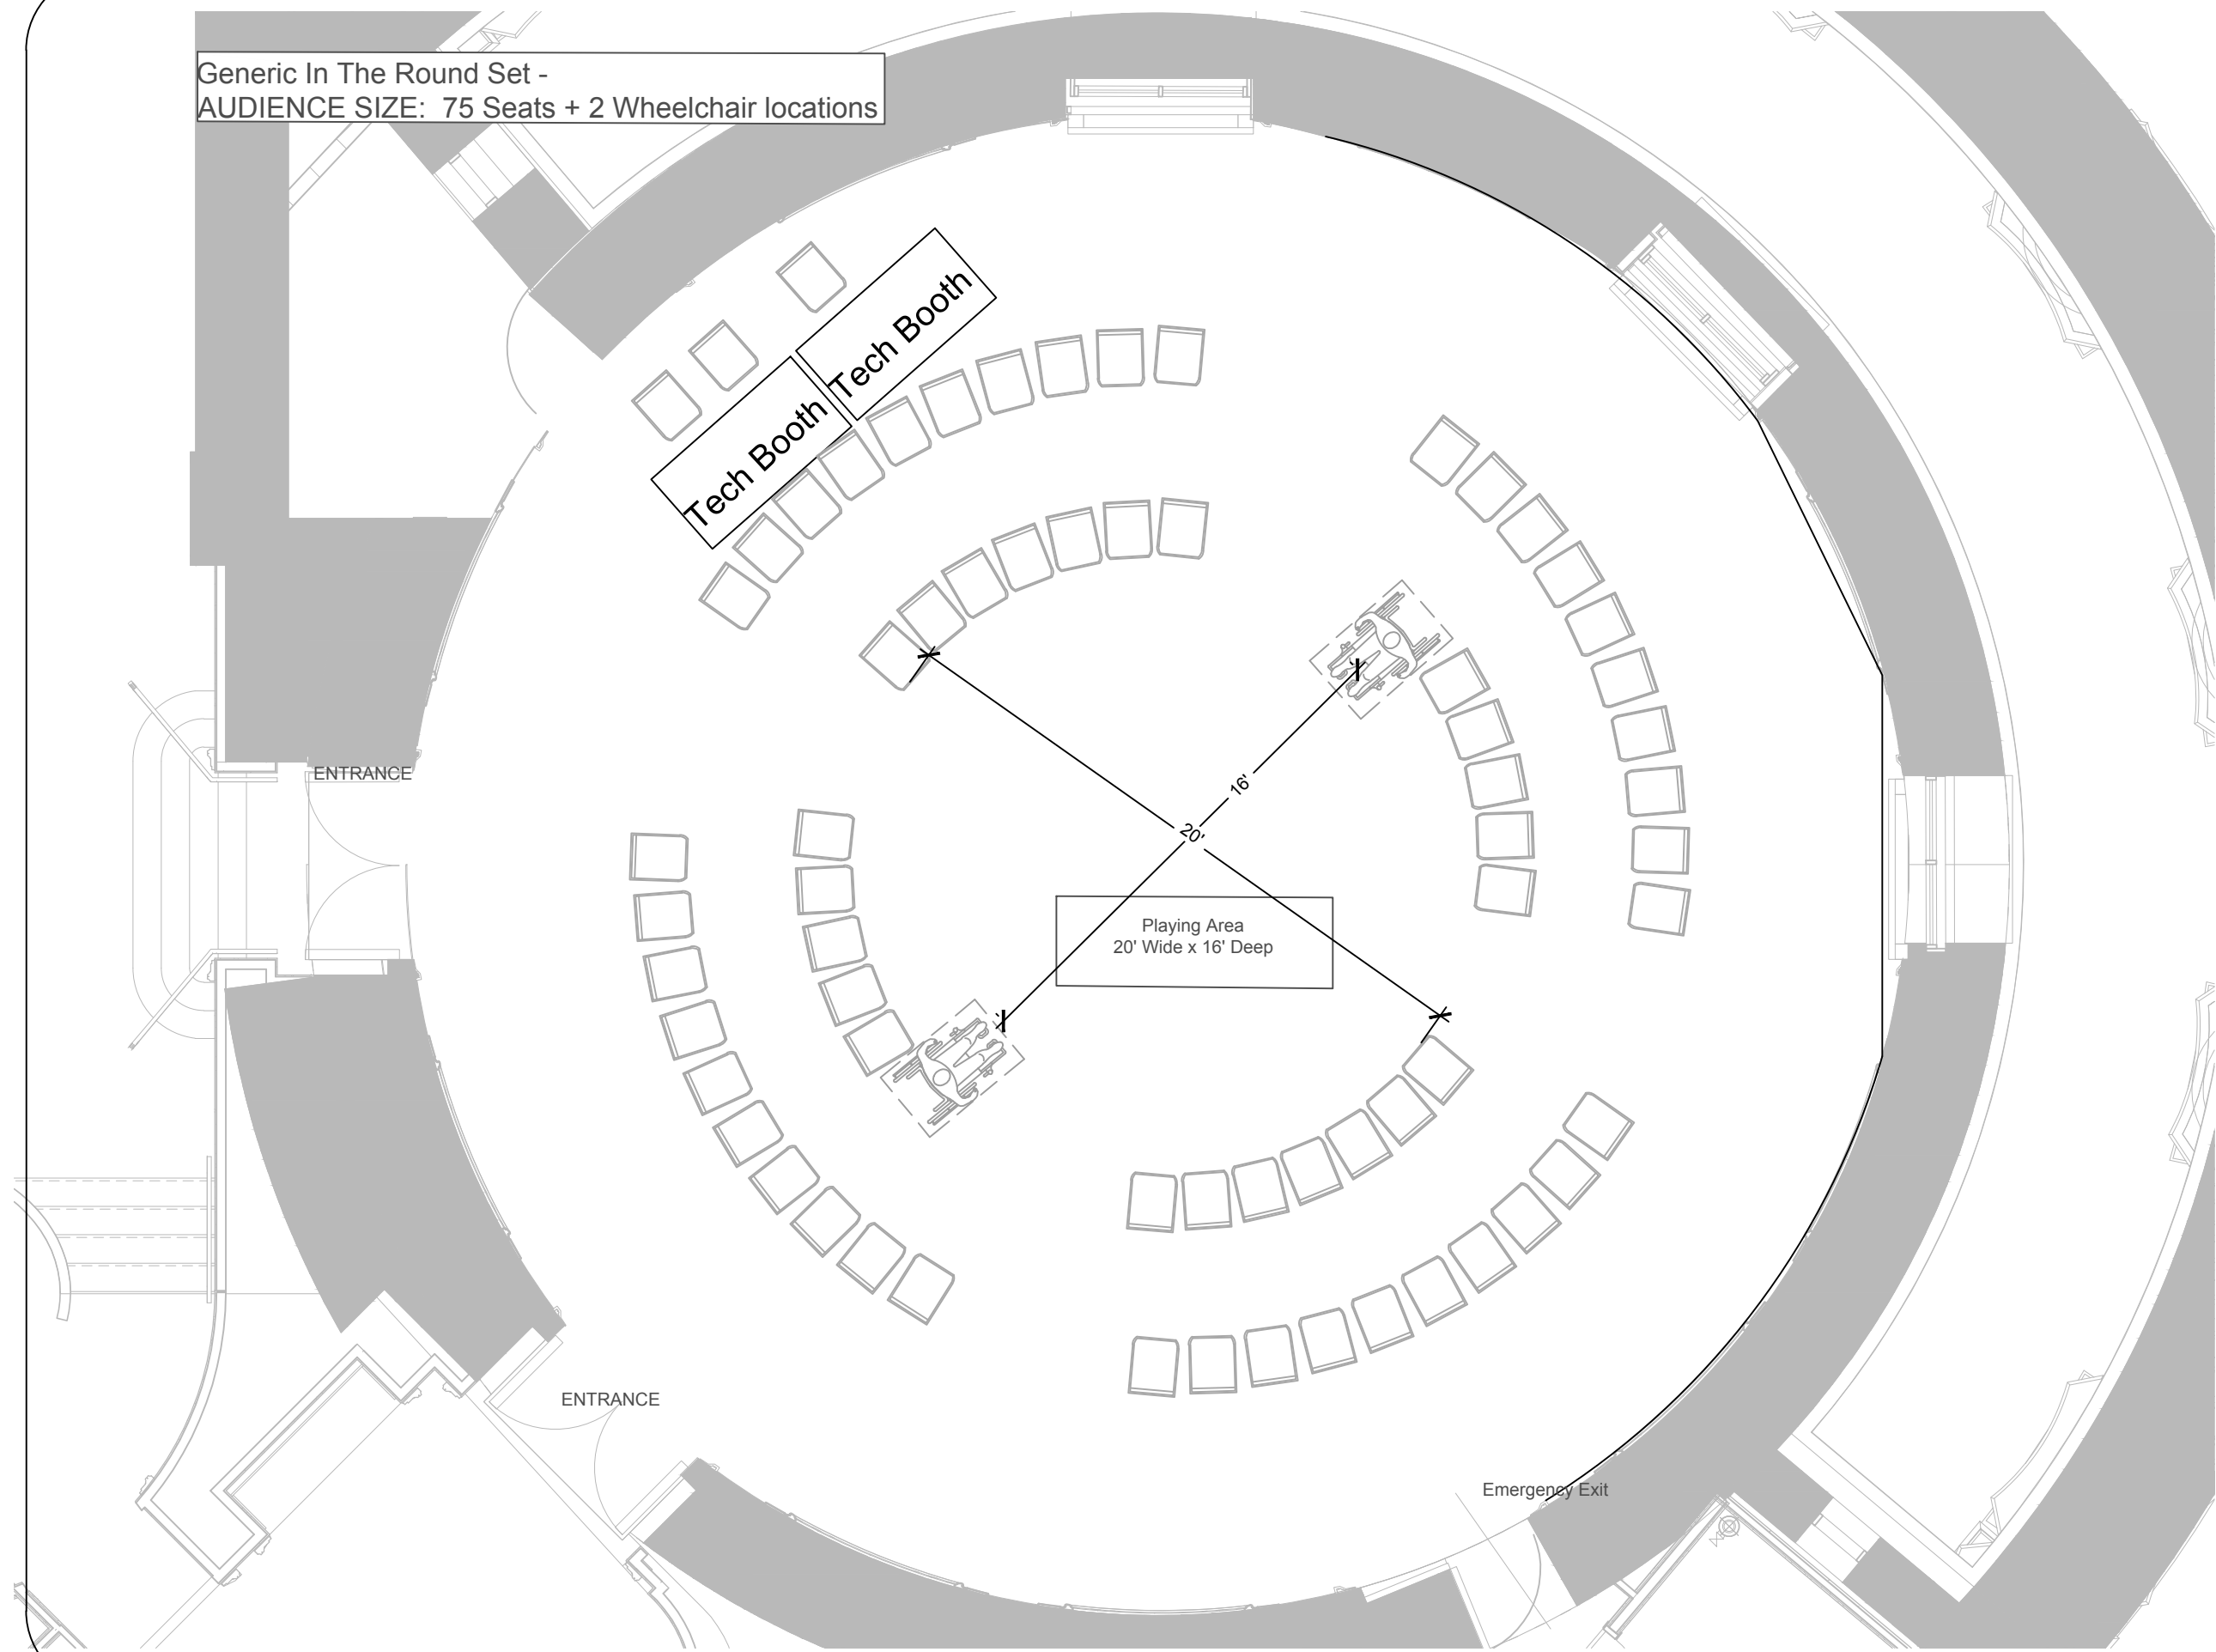 Generic In The Round Set -
AUDIENCE SIZE: 75 Seats + 2 Wheelchair locations
Tech Booth
Tech Booth
ENTRANCE
16'
20'
Playing Area
20' Wide x 16' Deep
ENTRANCE
Emergency Exit